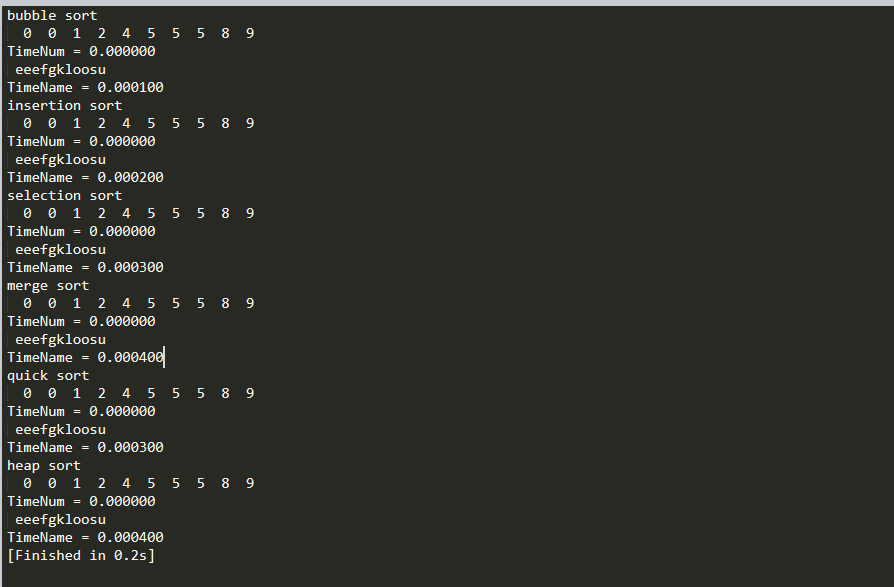 bubble sort
0 0 1 2 4 5 5 5 8 9
TimeNum = 0.000000
eeefgkloosu
TimeName = 0.000100
insertion sort
0 0 1 2 4 5 5 5 8 9
TimeNum = 0.000000
eeefgkloosu
TimeName = 0.000200
selection sort
0 0 1 2 4 5 5 5 8 9
TimeNum = 0.000000
eeefgkloosu
TimeName = 0.000300
merge sort
0 0 1 2 4 5 5 5 8 9
TimeNum = 0.000000
eeefgkloosu
TimeName = 0.000400
quick sort
0 0 1 2 4 5 5 5 8 9
TimeNum = 0.000000
eeefgkloosu
TimeName = 0.000300
heap sort
0 0 1 2 4 5 5 5 8 9
TimeNum = 0.000000
eeefgkloosu
TimeName = 0.000400
[Finished in 0.2s]